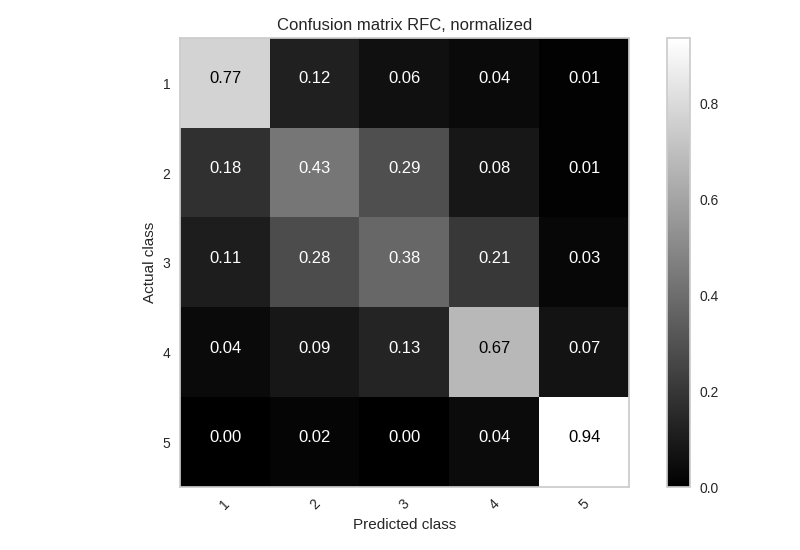 Confusion matrix RFC, normalized
1 0.77 0.12 0.06 0.04 0.01
2 0.18 0.43 0.29 0.08 0.01
3 0.11 0.28 0.38 0.21 0.03
4 0.04 0.09 0.13 0.67 0.07
5 0.00 0.02 0.00 0.04 0.94
1 2 3 4 5
Actual class
Predicted class
0.8
0.6
0.4
0.2
0.0